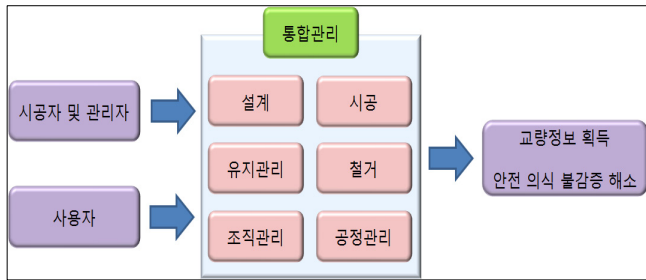 통합관리
시공자 및 관리자
사용자
설계
시공
유지관리
철거
조직관리
공정관리
교량정보 획득
안전 의식 불감증 해소